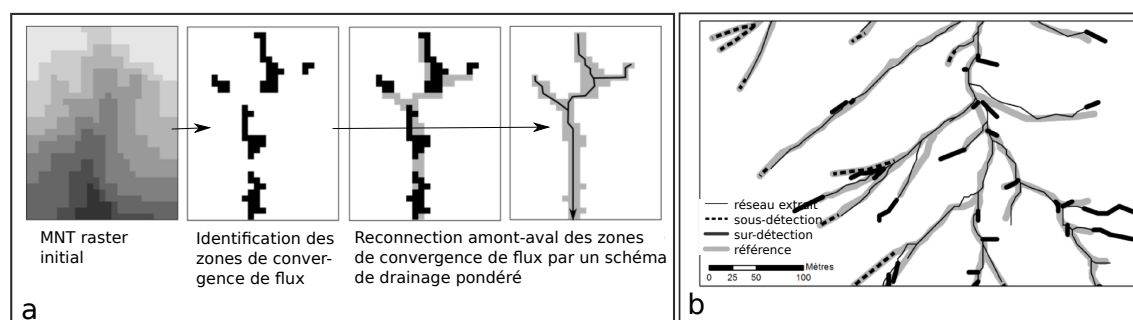 MNT raster
initial
Identification des
zones de conver-
gence de flux
Reconnection amont-aval des zones
de convergence de flux par un schéma
de drainage pondéré
a
réseau extrait
sous-détection
sur-détection
référence
Mètres
0 25 50 100
b